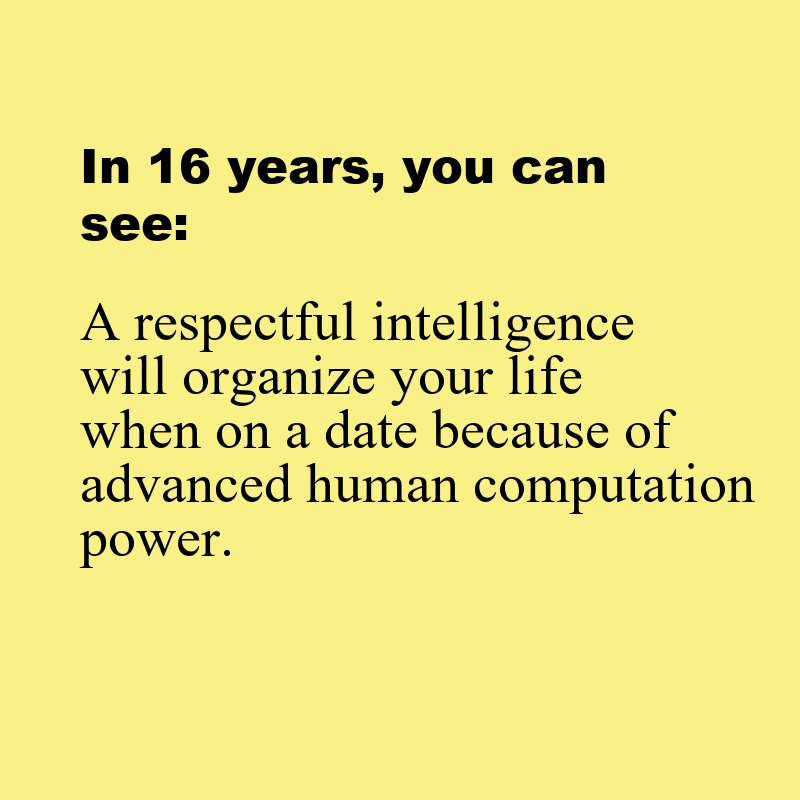 In 16 years, you can
see:
A respectful intelligence
will organize your life
when on a date because of
advanced human computation
power.